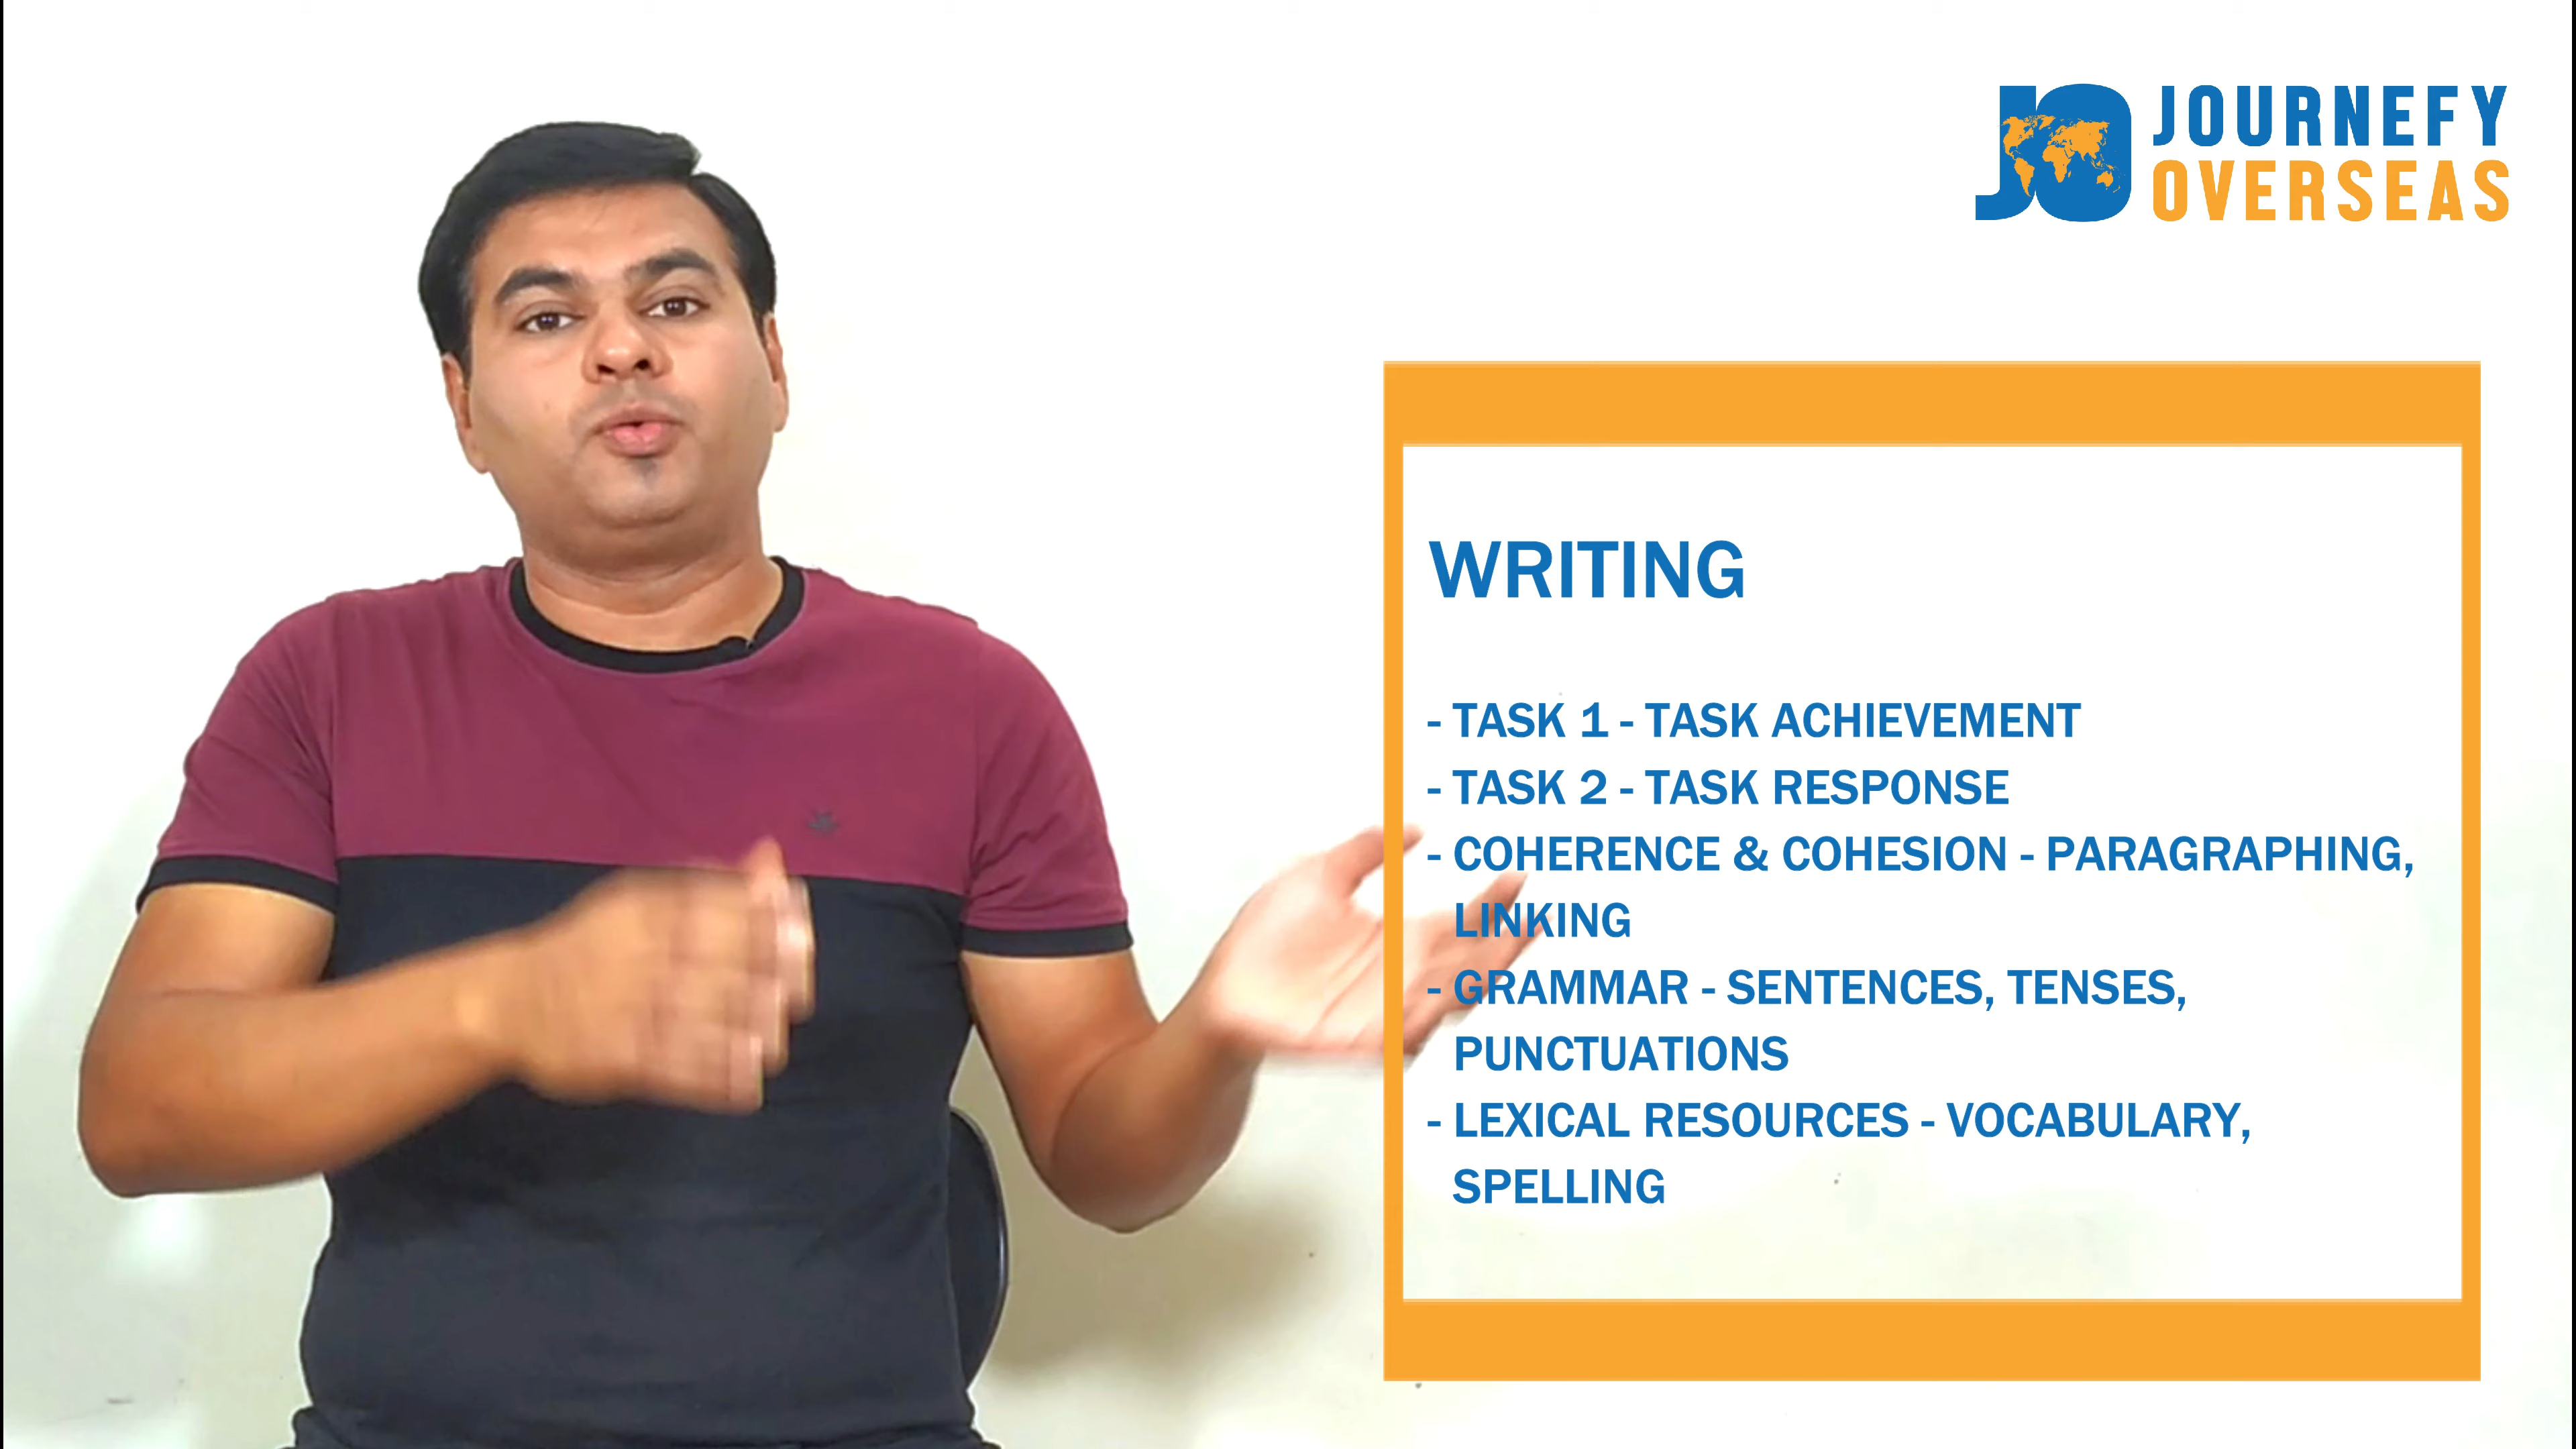 JO JOURNEFY
OVERSEAS
WRITING
- TASK 1 - TASK ACHIEVEMENT
- TASK 2 - TASK RESPONSE
- COHERENCE & COHESION - PARAGRAPHING,
LINKING
- GRAMMAR - SENTENCES, TENSES,
PUNCTUATIONS
- LEXICAL RESOURCES - VOCABULARY,
SPELLING